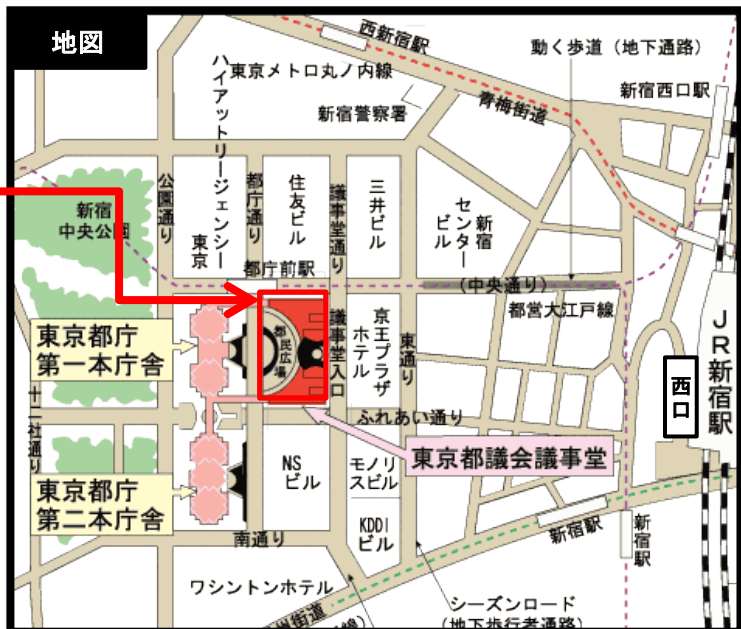 地図
西新宿駅
動く歩道（地下通路）
東京メトロ丸ノ内線
新宿西口駅
新宿警察署
青梅街道
ハイアットリージェンシー
東京
公園通り
都庁通り
住友ビル
議事堂通り
三井ビル
新宿
センター
ビル
新宿
中央公園
都庁前駅
（中央通り）
都営大江戸線
東京都庁
第一本庁舎
都民広場
議事堂入口
京王プラザ
ホテル
東通り
JR新宿駅
西口
十二社通り
ふれあい通り
東京都議会議事堂
東京都庁
第二本庁舎
NS
ビル
モノリ
スビル
KDDI
ビル
新宿駅
新宿駅
南通り
ワシントンホテル
シーズンロード
（地下歩行者通路）
州街道